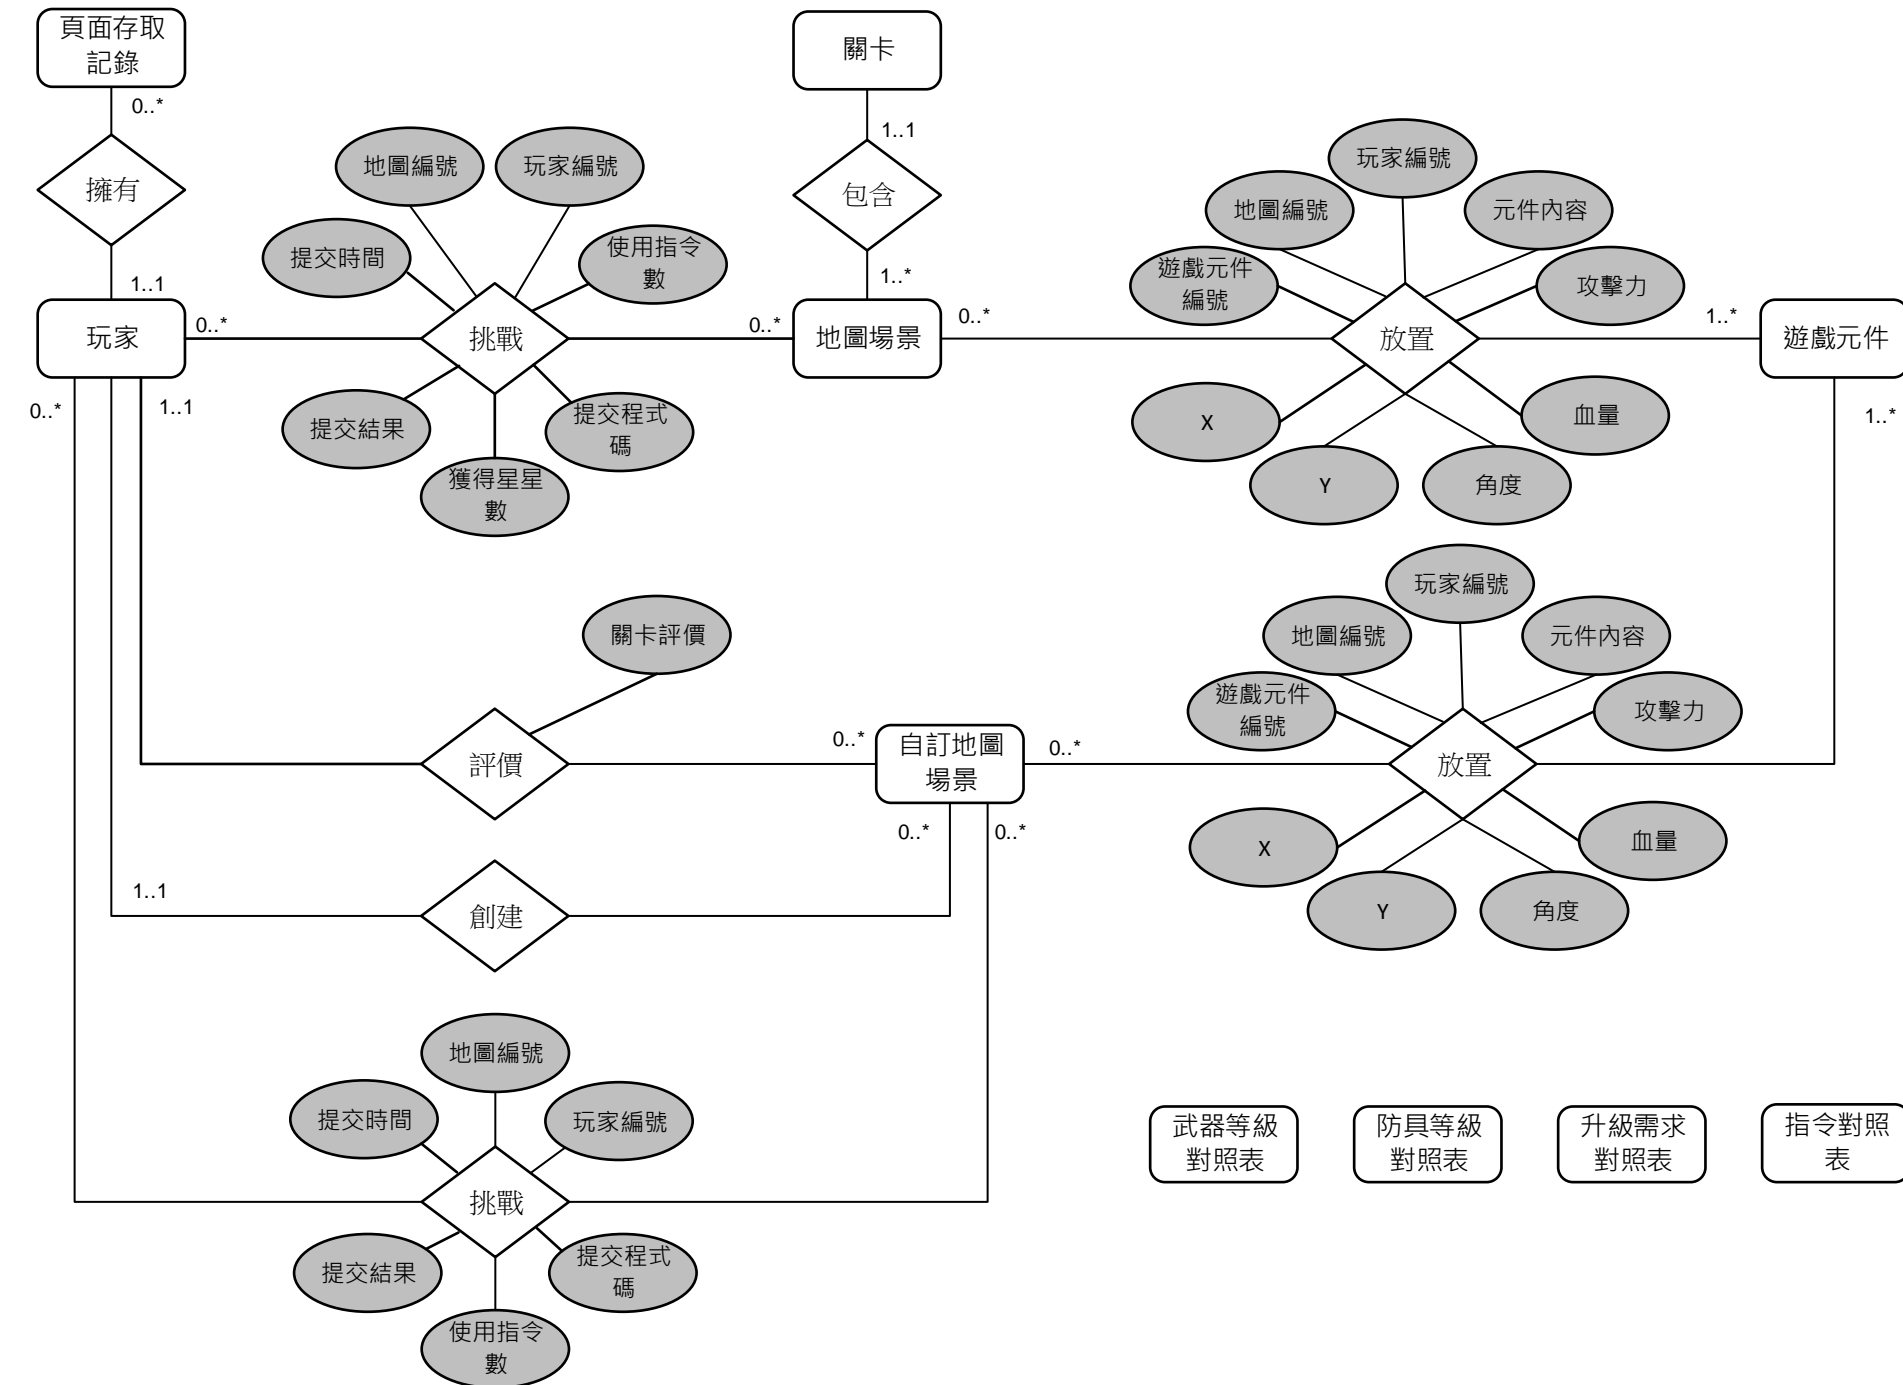 頁面存取
記錄
關卡
0..*
1..1
擁有
包含
1..1
1..*
地圖編號
玩家編號
提交時間
使用指令
數
玩家
0..*
挑戰
0..*
地圖場景
提交結果
提交程式
碼
獲得星星
數
玩家編號
地圖編號
元件內容
遊戲元件
編號
攻擊力
0..*
放置
1..*
遊戲元件
X
血量
Y
角度
1..*
0..*
1..1
關卡評價
評價
0..*
自訂地圖
場景
0..*
0..*
0..*
1..1
創建
玩家編號
地圖編號
元件內容
遊戲元件
編號
攻擊力
放置
X
血量
Y
角度
地圖編號
提交時間
玩家編號
挑戰
提交結果
提交程式
碼
使用指令
數
武器等級
對照表
防具等級
對照表
升級需求
對照表
指令對照
表